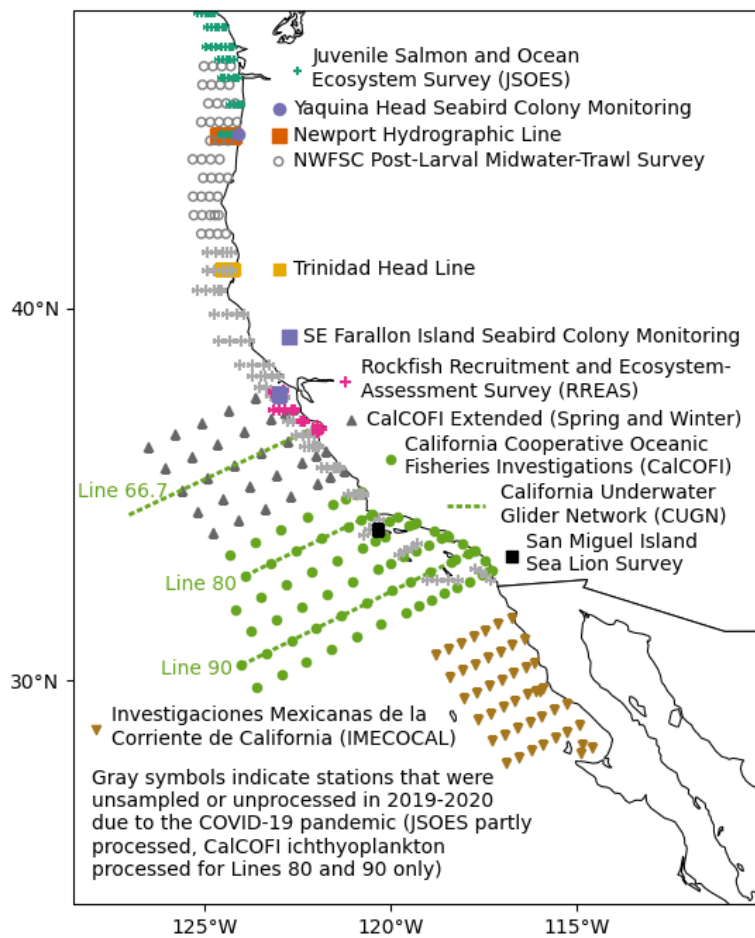 Juvenile Salmon and Ocean
Ecosystem Survey (JSOES)
Yaquina Head Seabird Colony Monitoring
Newport Hydrographic Line
NWFSC Post-Larval Midwater-Trawl Survey
Trinidad Head Line
40°N
SE Farallon Island Seabird Colony Monitoring
Rockfish Recruitment and Ecosystem-
Assessment Survey (RREAS)
CalCOFI Extended (Spring and Winter)
California Cooperative Oceanic
Fisheries Investigations (CalCOFI)
Line 66.7
California Underwater
Glider Network (CUGN)
San Miguel Island
Sea Lion Survey
Line 80
Line 90
30°N
Investigaciones Mexicanas de la
Corriente de California (IMECOCAL)
Gray symbols indicate stations that were
unsampled or unprocessed in 2019-2020
due to the COVID-19 pandemic (JSOES partly
processed, CalCOFI ichthyoplankton
processed for Lines 80 and 90 only)
125°W
120°W
115°W